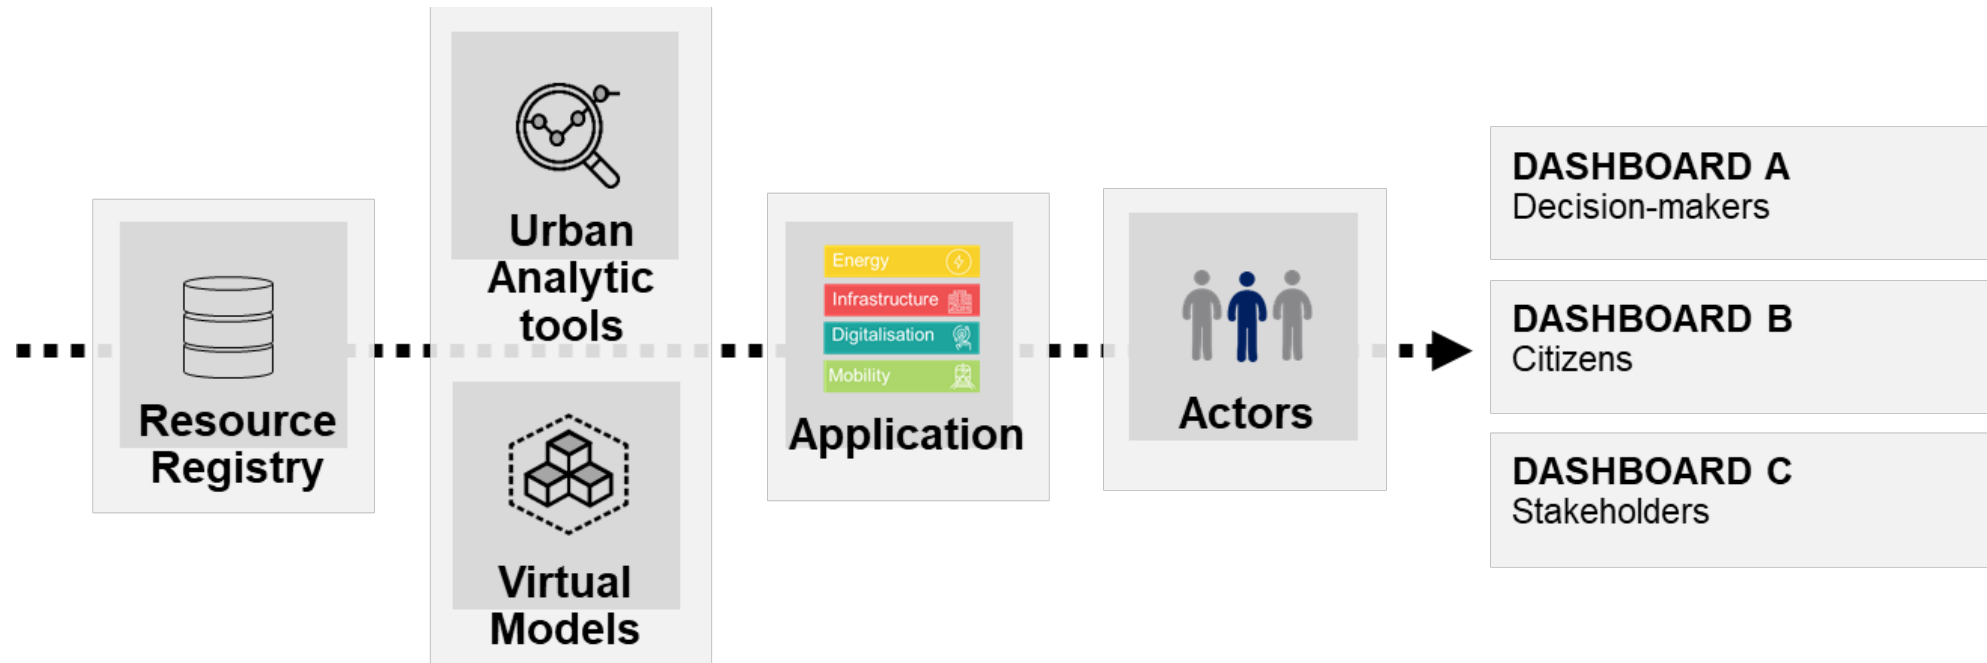 Resource
Registry
Urban
Analytic
tools
Virtual
Models
Energy
Infrastructure
Digitalisation
Mobility
Application
Actors
DASHBOARD A
Decision-makers
DASHBOARD B
Citizens
DASHBOARD C
Stakeholders